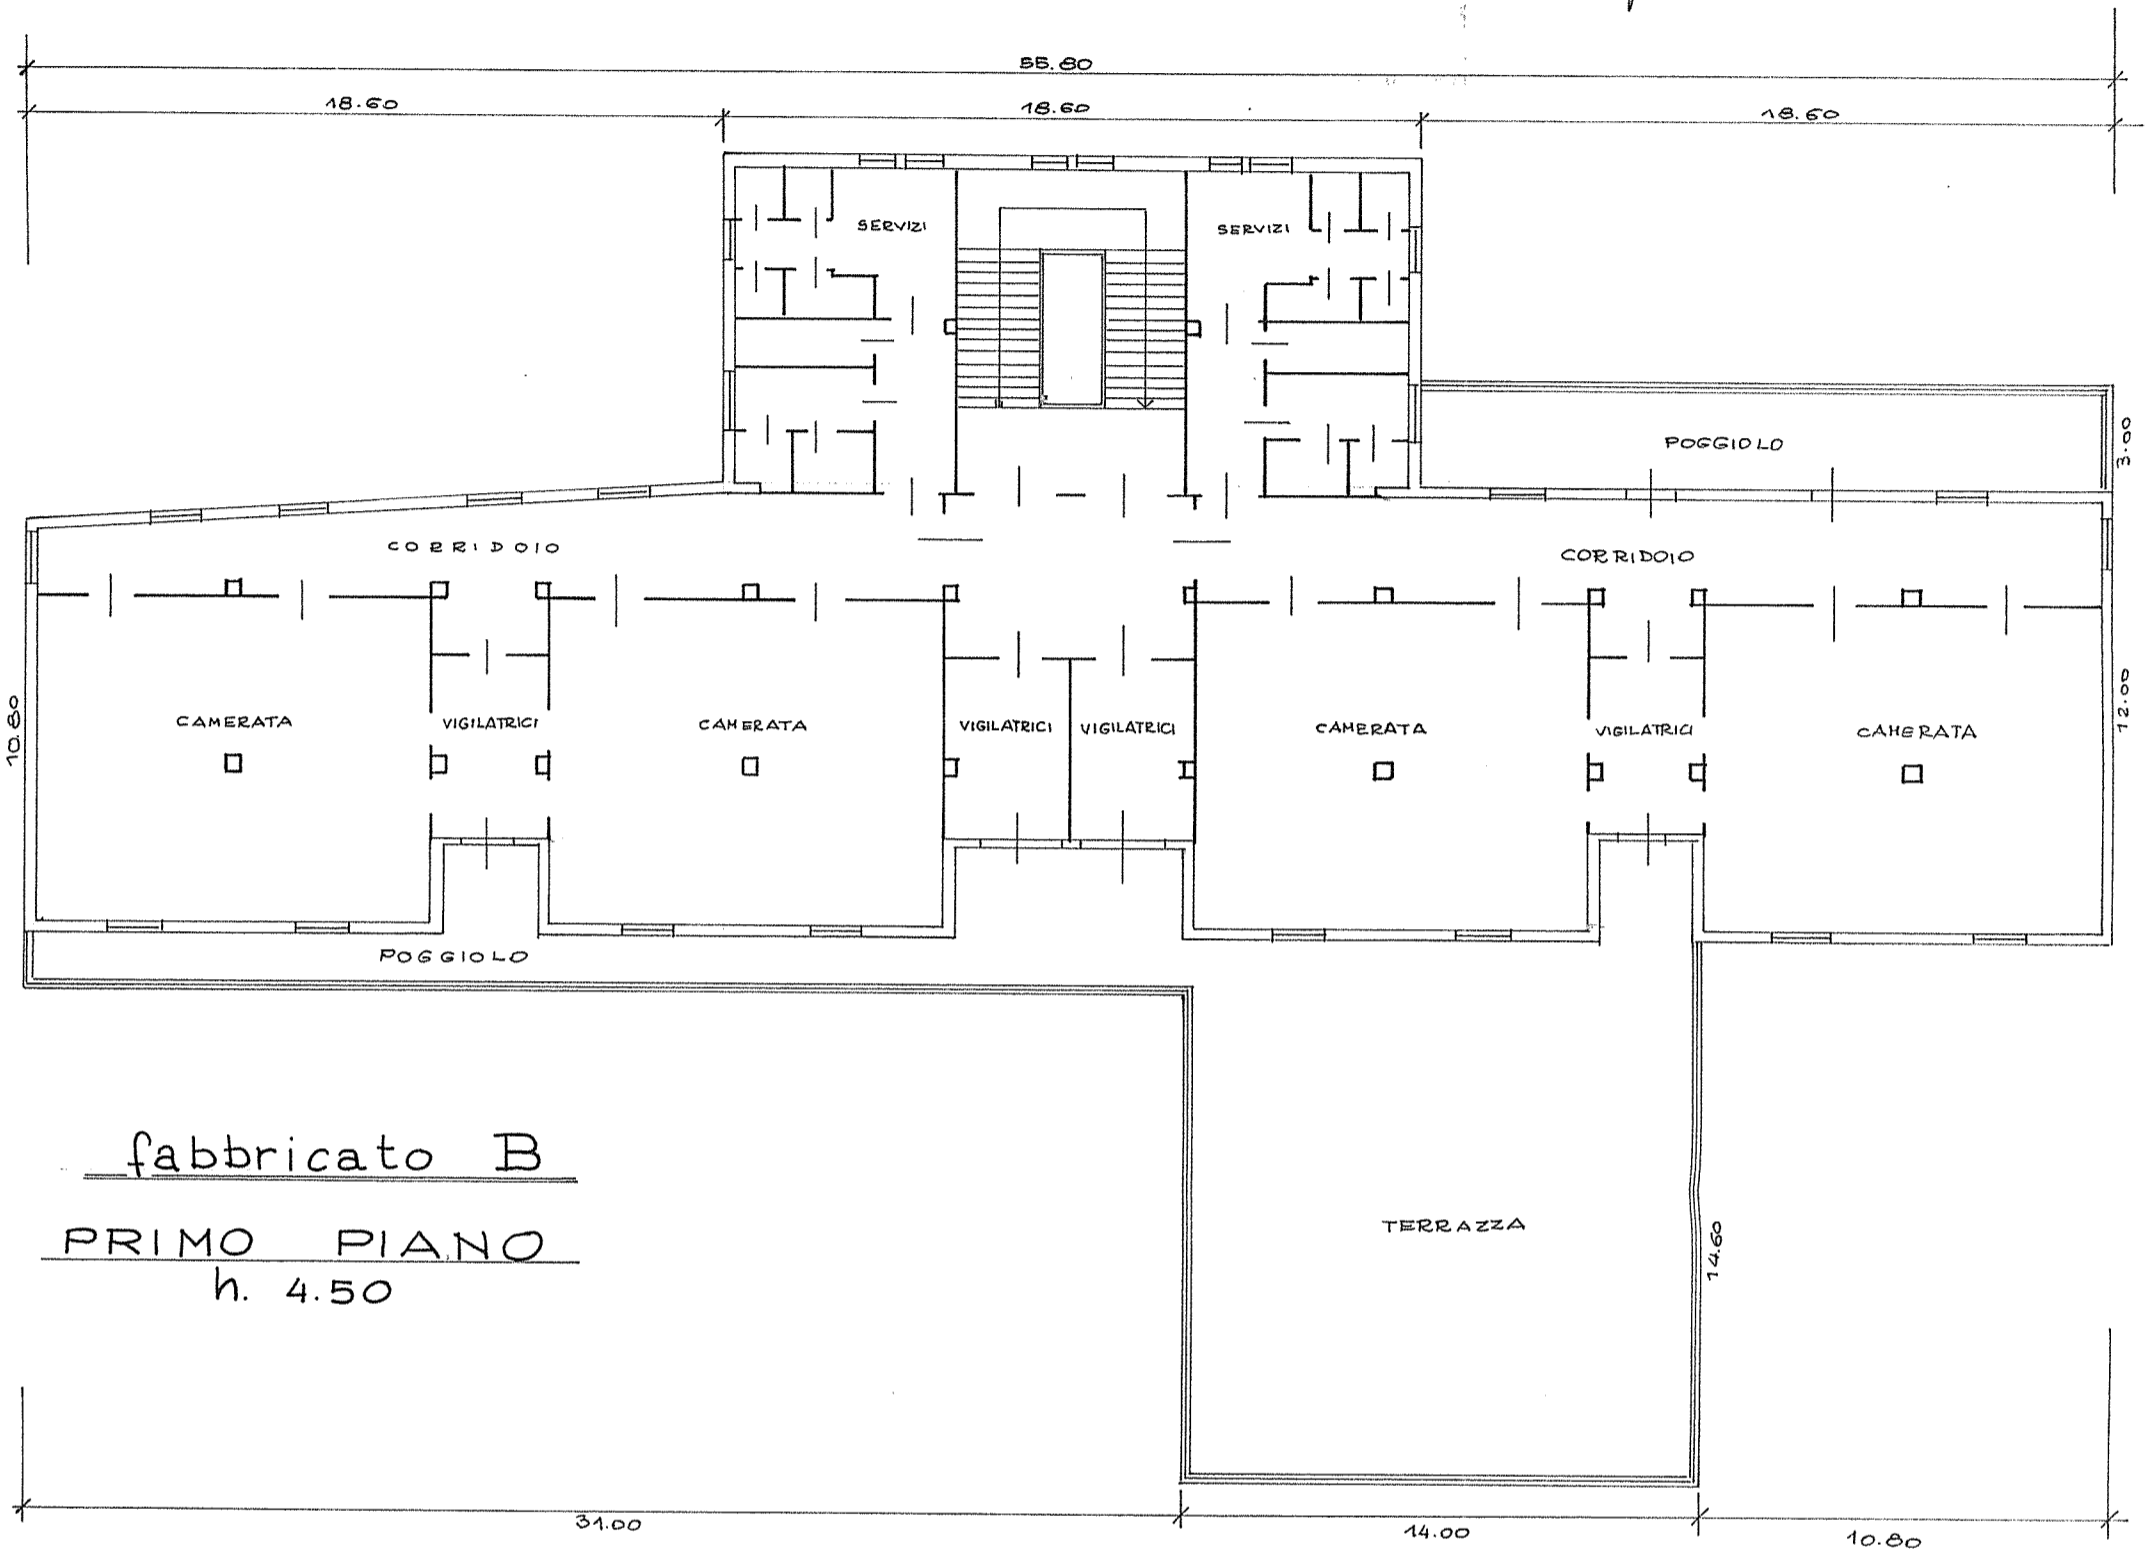 55.80
18.60
18.60
18.60
SERVIZI
SERVIZI
POGGIOLO
3.00
CORRIDOIO
CORRIDOIO
10.80
CAMERATA
VIGILATRICI
CAMERATA
VIGILATRICI
VIGILATRICI
CAMERATA
VIGILATRICI
CAMERATA
12.00
POGGIOLO
fabbricato B
PRIMO PIANO
h. 4.50
TERRAZZA
14.60
31.00
14.00
10.80